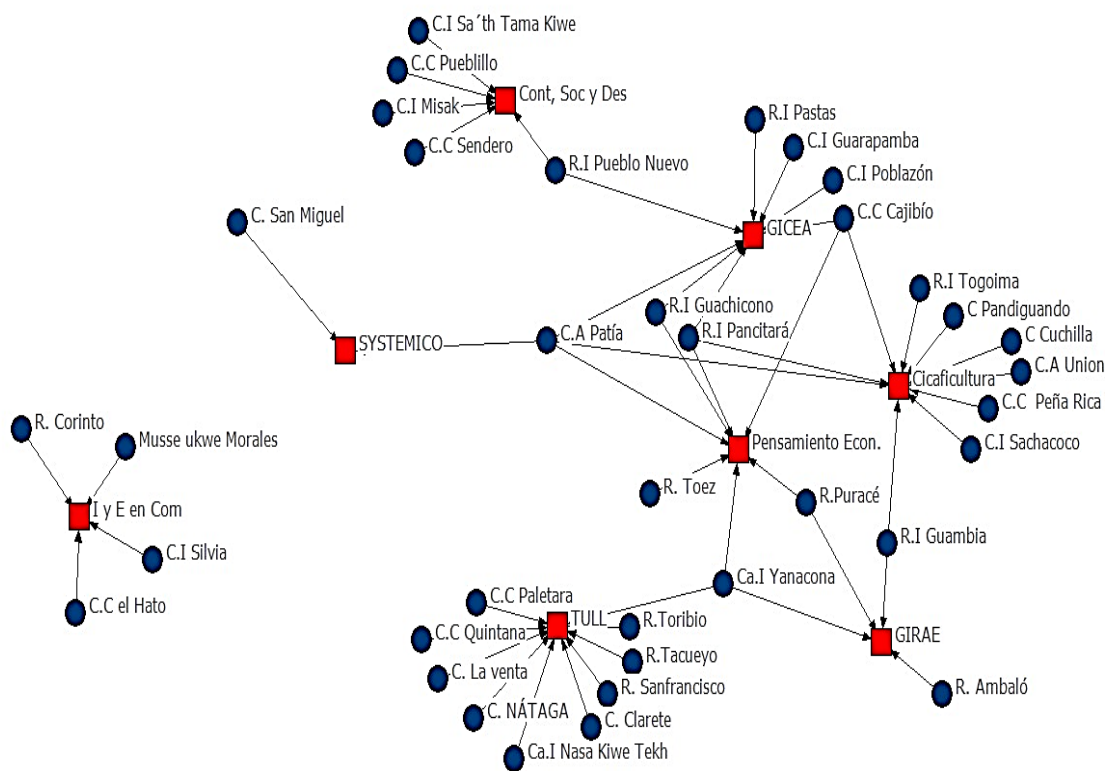 C.I Sa´th Tama Kiwe
C.C Pueblillo
Cont, Soc y Des
C.I Misak
R.I Pastas
C.C Sendero
C.I Guarapamba
R.I Pueblo Nuevo
C.I Poblazón
C. San Miguel
C.C Cajibío
GICEA
R.I Togoima
R.I Guachicono
C Pandiguando
R.I Pancitará
C Cuchilla
C.A Patía
SYSTEMICO
C.A Union
Cicaficultura
C.C Peña Rica
R. Corinto
Musse ukwe Morales
Pensamiento Econ.
C.I Sachacoco
R. Toez
R.Puracé
I y E en Com
R.I Guambia
C.I Silvia
Ca.I Yanacona
C.C Paletara
C.C el Hato
TULL
R.Toribio
C.C Quintana
GIRAE
R.Tacueyo
C. La venta
R. Sanfrancisco
R. Ambaló
C. NÁTAGA
C. Clarete
Ca.I Nasa Kiwe Tekh